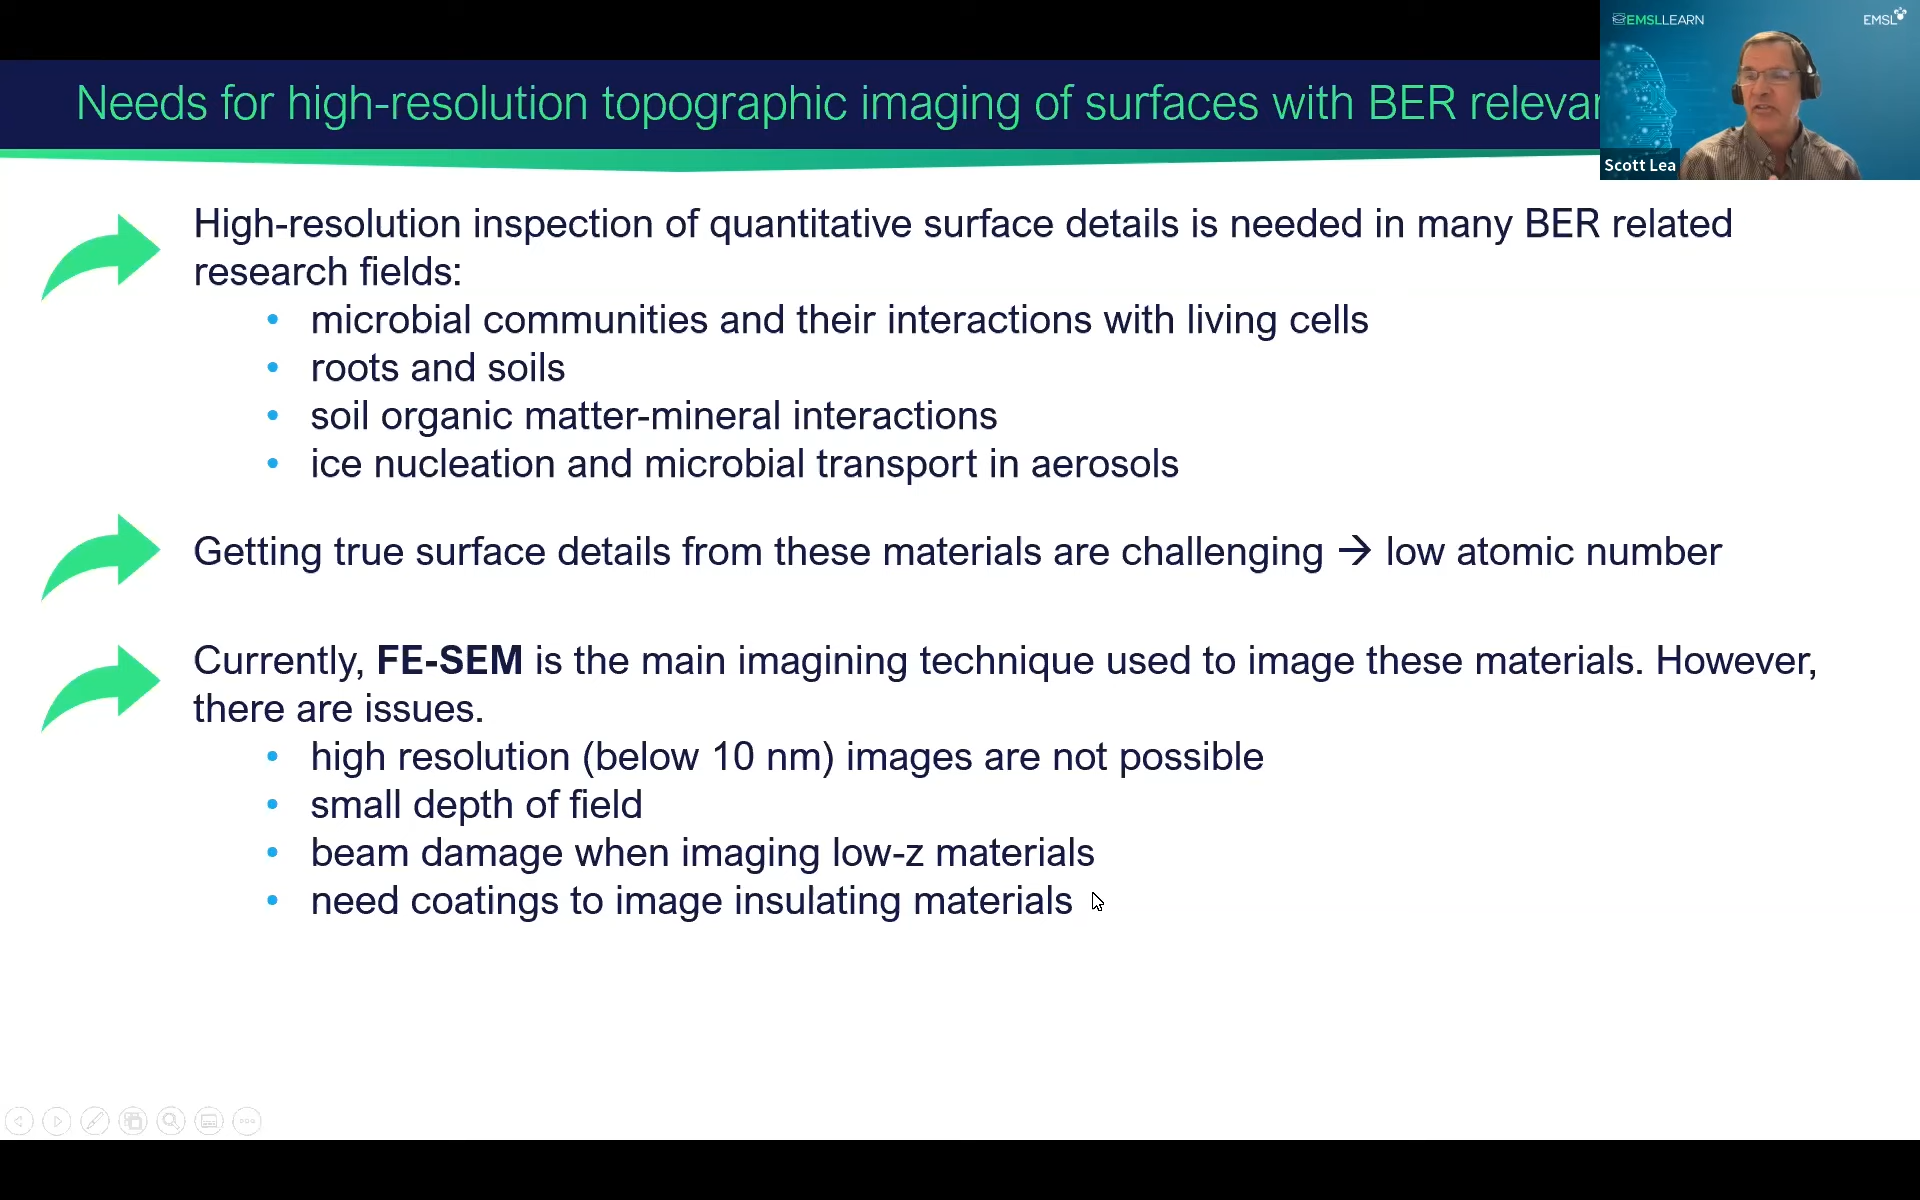 EMSLLEARN
EMSL
Needs for high-resolution topographic imaging of surfaces with BER
Scott Lea
High-resolution inspection of quantitative surface details is needed in many BER related
research fields:
• microbial communities and their interactions with living cells
• roots and soils
• soil organic matter-mineral interactions
• ice nucleation and microbial transport in aerosols
Getting true surface details from these materials are challenging → low atomic number
Currently, FE-SEM is the main imagining technique used to image these materials. However,
there are issues.
• high resolution (below 10 nm) images are not possible
• small depth of field
• beam damage when imaging low-z materials
• need coatings to image insulating materials